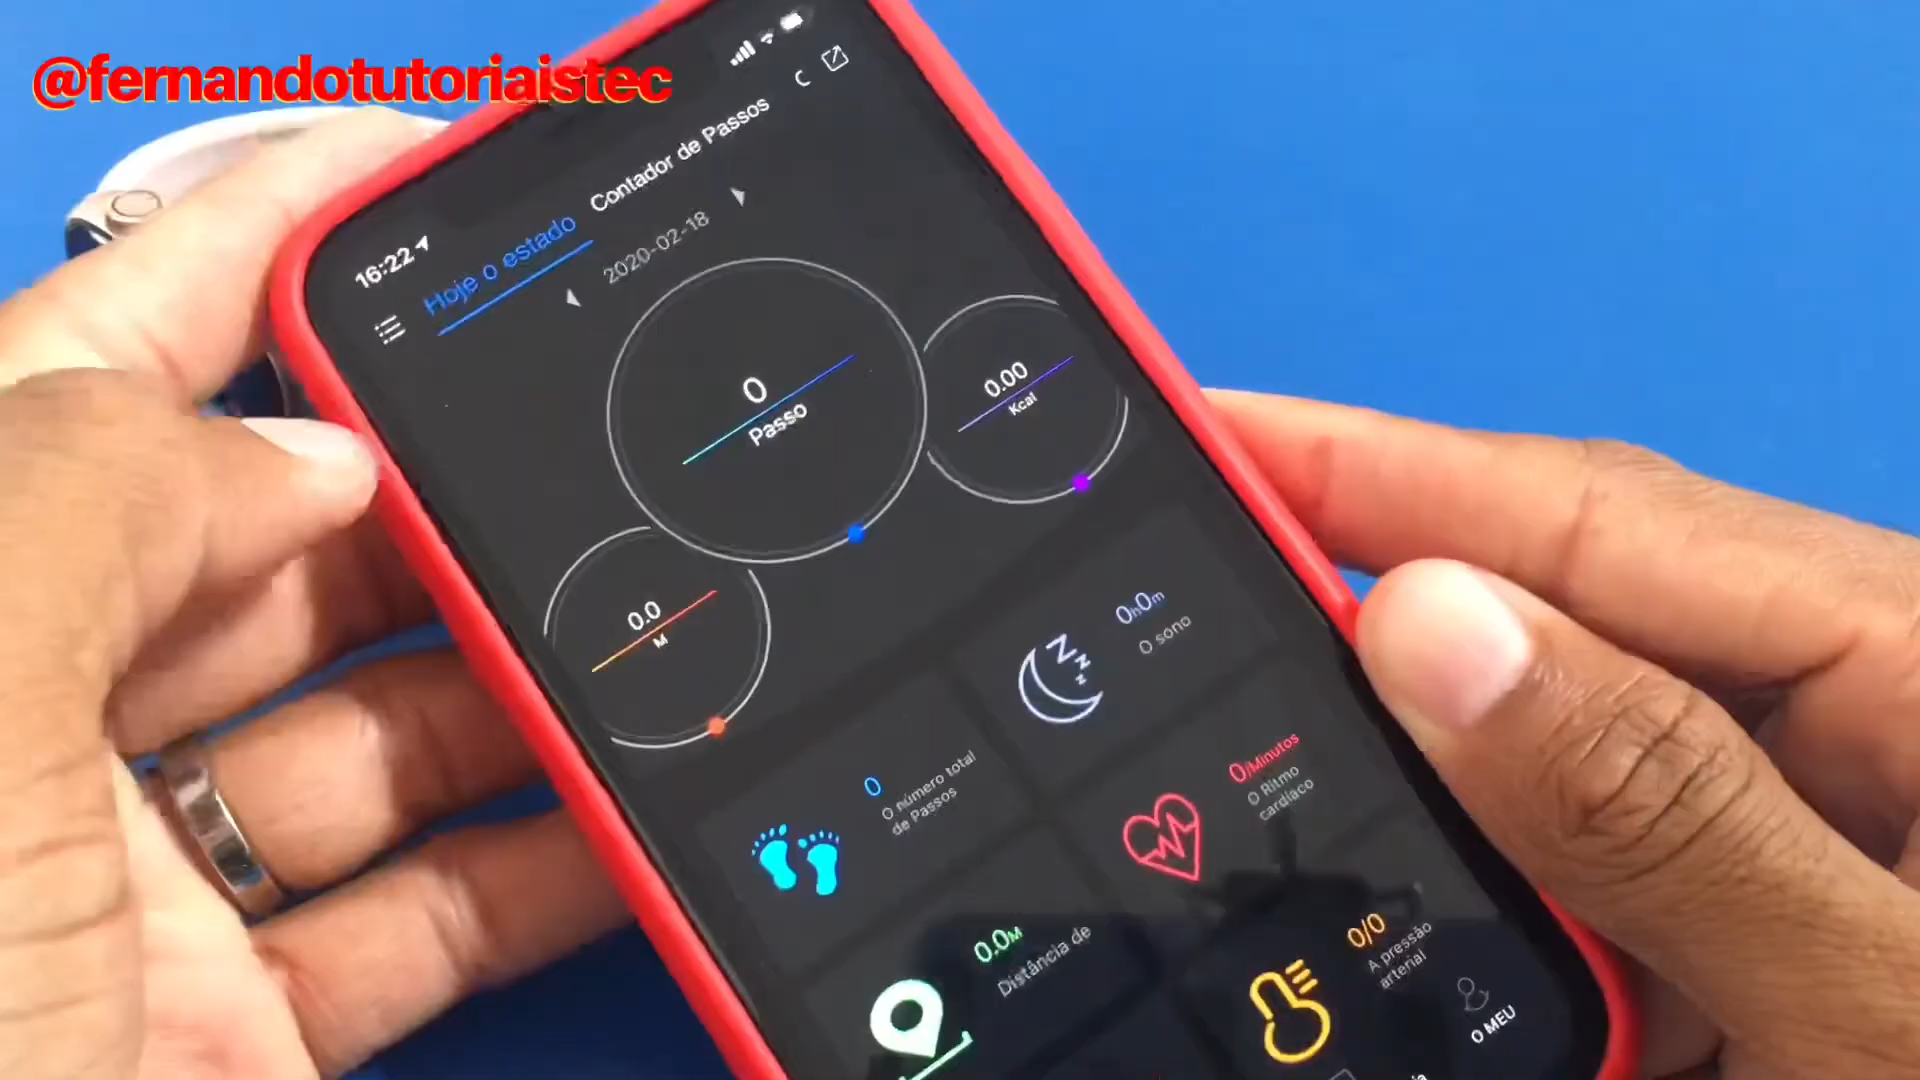 @fernandotutoriaistec
16:22
Hoje o estado
Contador de Passos
2020-02-18
0
Passo
0.00
Kcal
0.0
M
0h0m
O sono
0
O número total
de Passos
0/Minutos
O Ritmo
cardíaco
0.0M
Distância de
0/0
A pressão
arterial
O MEU